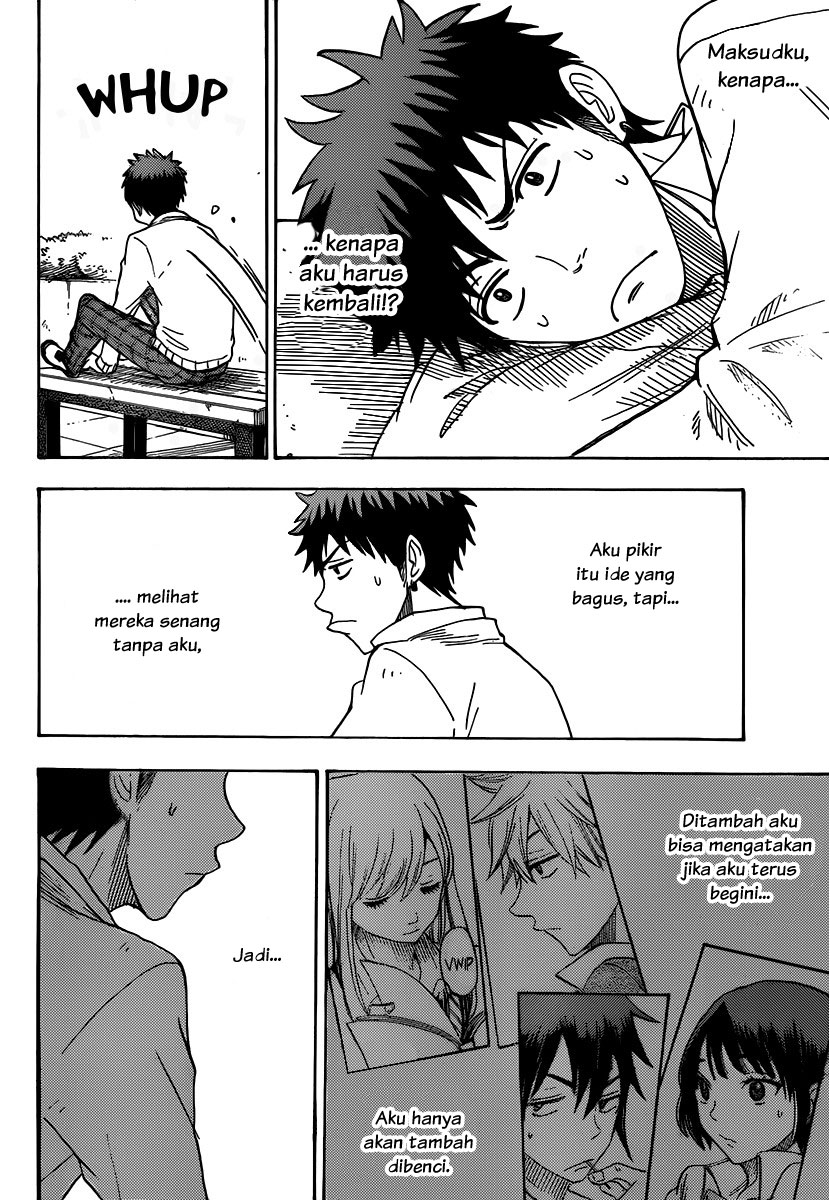 Maksudku,
kenapa...
... kenapa
aku harus
kembali!?
WHUP
Aku pikir
itu ide yang
bagus, tapi...
.... melihat
mereka senang
tanpa aku,
Ditambah aku
bisa mengatakan
jika aku terus
begini...
VWIP
Aku hanya
akan tambah
dibenci.
Jadi...